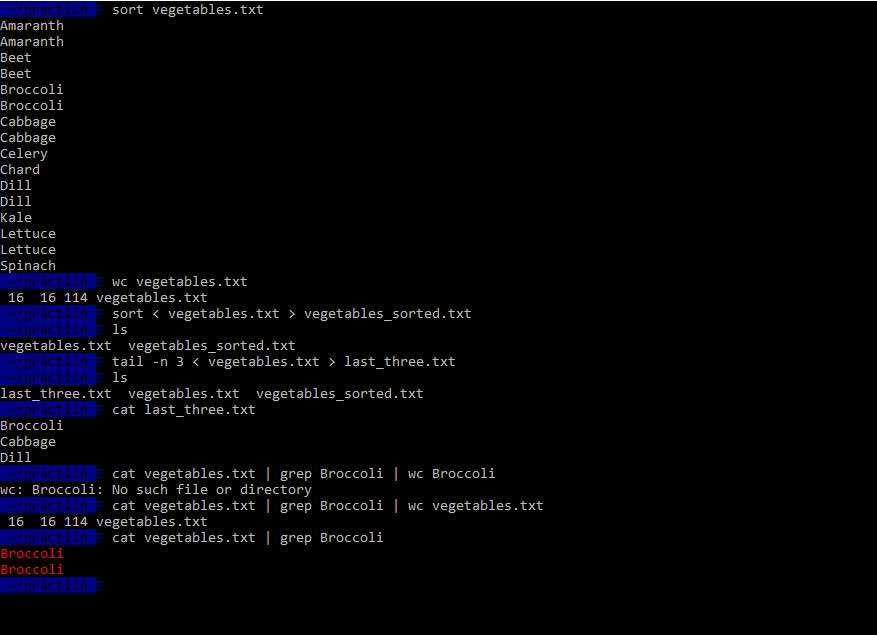 ~/practice sort vegetables.txt
Amaranth
Amaranth
Beet
Beet
Broccoli
Broccoli
Cabbage
Cabbage
Celery
Chard
Dill
Dill
Kale
Lettuce
Lettuce
Spinach
~/practice wc vegetables.txt
 16  16 114 vegetables.txt
~/practice sort < vegetables.txt > vegetables_sorted.txt
~/practice ls
vegetables.txt  vegetables_sorted.txt
~/practice tail -n 3 < vegetables.txt > last_three.txt
~/practice ls
last_three.txt  vegetables.txt  vegetables_sorted.txt
~/practice cat last_three.txt
Broccoli
Cabbage
Dill
~/practice cat vegetables.txt | grep Broccoli | wc Broccoli
wc: Broccoli: No such file or directory
~/practice cat vegetables.txt | grep Broccoli | wc vegetables.txt
 16  16 114 vegetables.txt
~/practice cat vegetables.txt | grep Broccoli
Broccoli
Broccoli
~/practice